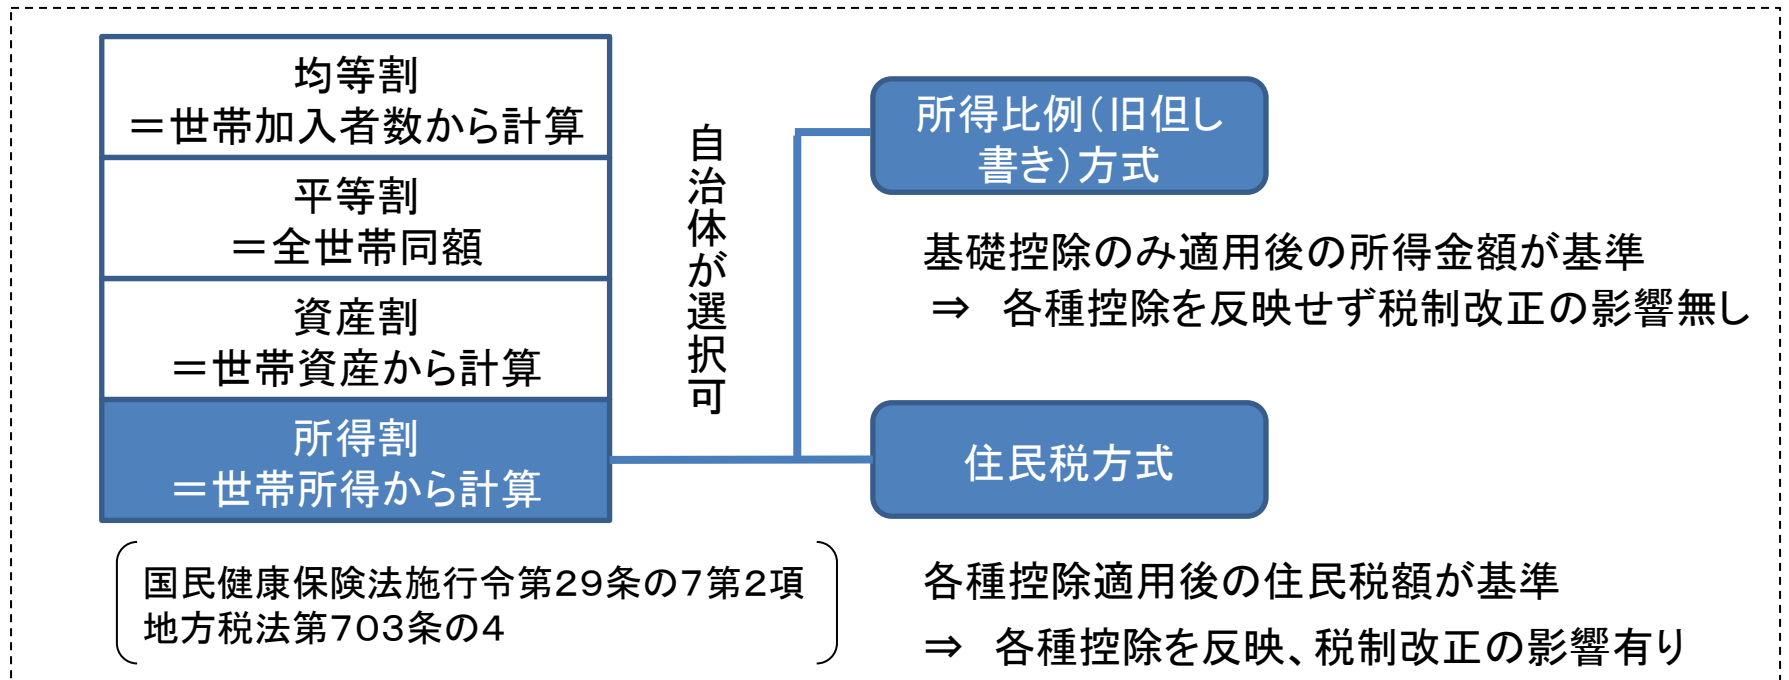 均等割
＝世帯加入者数から計算
平等割
＝全世帯同額
資産割
＝世帯資産から計算
所得割
＝世帯所得から計算
国民健康保険法施行令第２９条の７第２項
地方税法第７０３条の４
自治体が選択可
所得比例（旧但し
書き）方式
基礎控除のみ適用後の所得金額が基準
⇒　各種控除を反映せず税制改正の影響無し
住民税方式
各種控除適用後の住民税額が基準
⇒　各種控除を反映、税制改正の影響有り